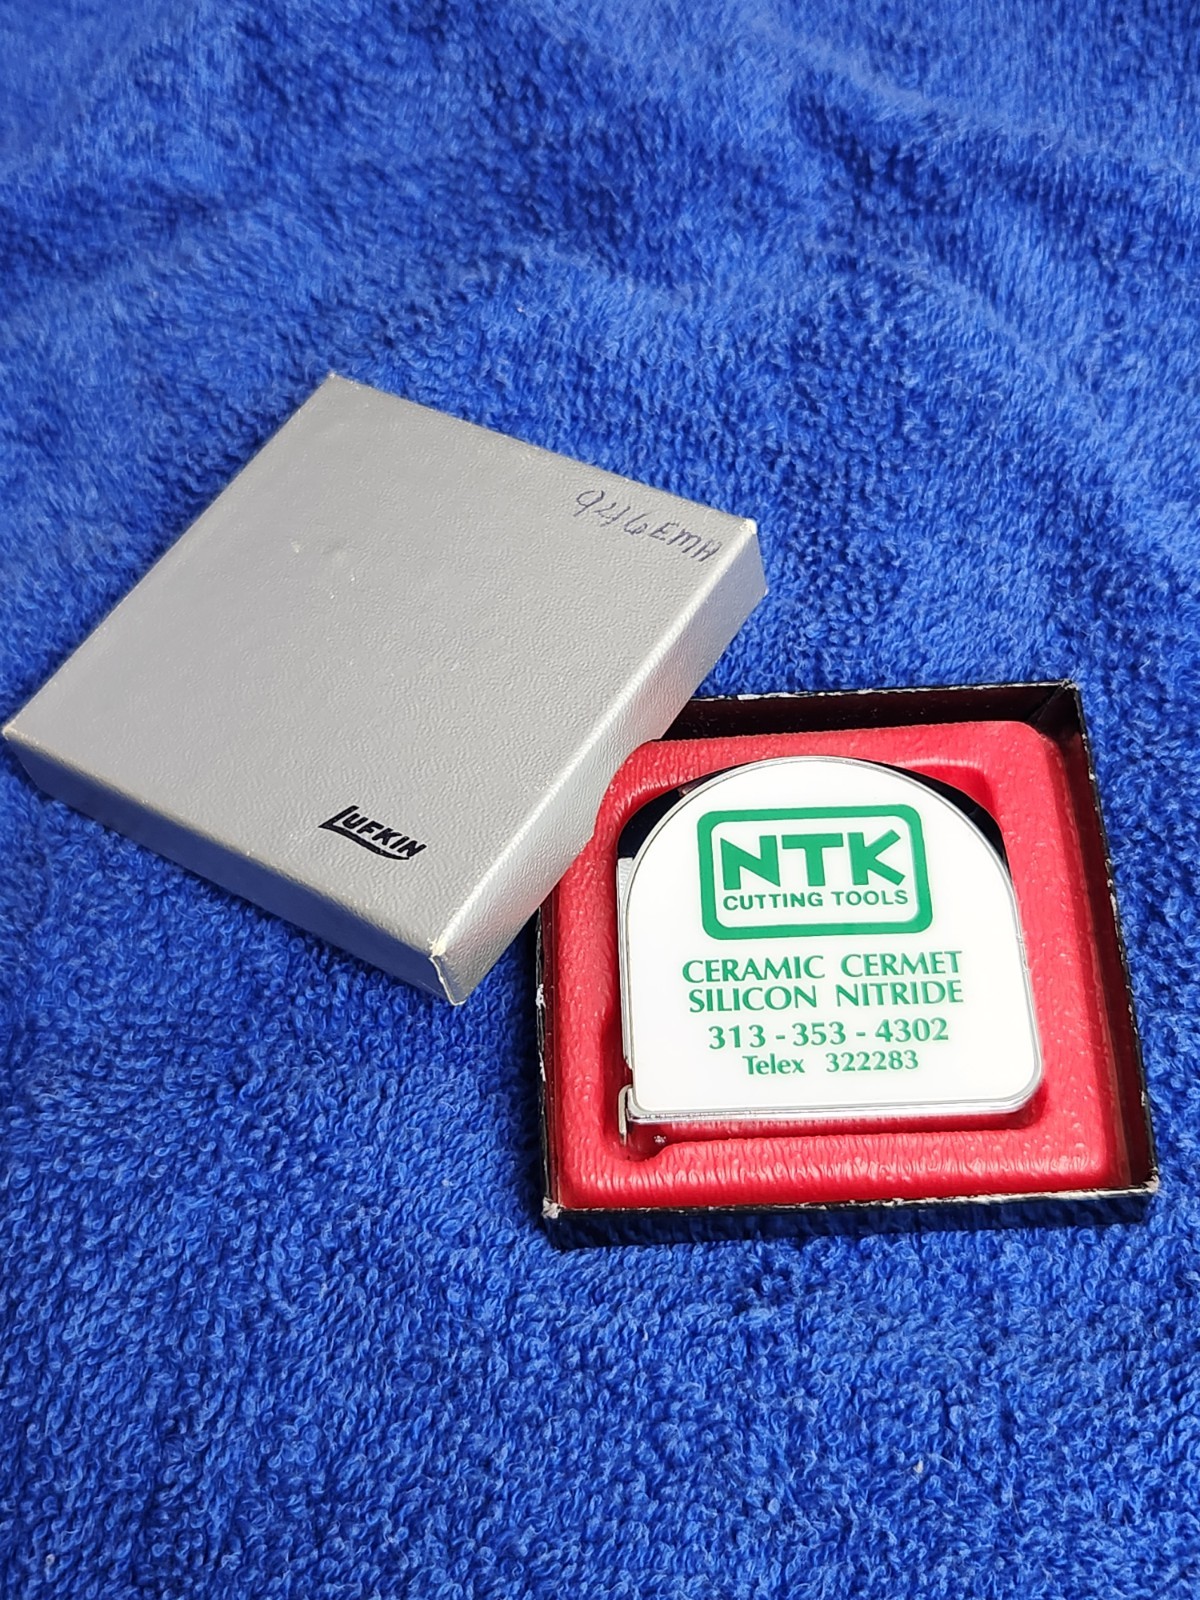 946EMA
LUFKIN
NTK
CUTTING TOOLS
CERAMIC CERMET
SILICON NITRIDE
313-353-4302
Telex 322283